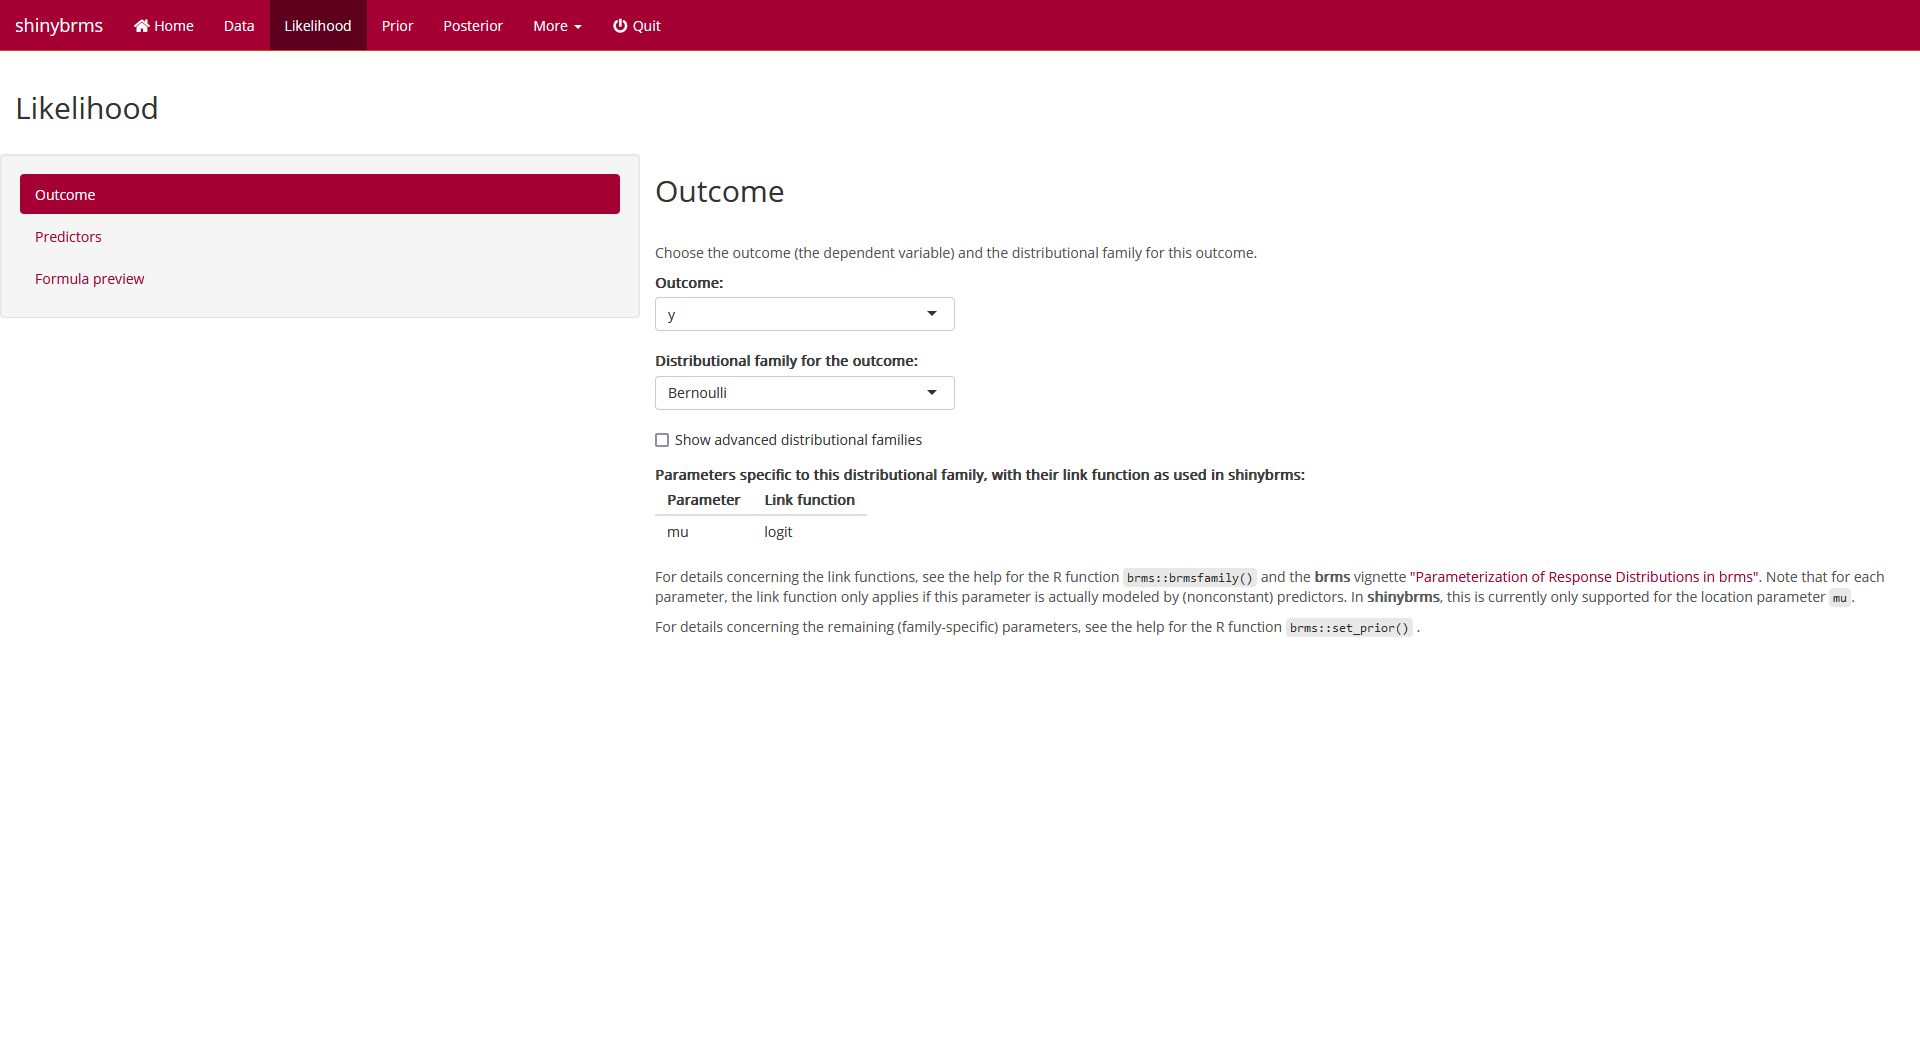 shinybrms Home Data Likelihood Prior Posterior More Quit
Likelihood
Outcome
Predictors
Formula preview
Outcome
Choose the outcome (the dependent variable) and the distributional family for this outcome.
Outcome:
y
Distributional family for the outcome:
Bernoulli
Show advanced distributional families
Parameters specific to this distributional family, with their link function as used in shinybrms:
Parameter Link function
mu logit
For details concerning the link functions, see the help for the R function brms::brmsfamily() and the brms vignette "Parameterization of Response Distributions in brms". Note that for each
parameter, the link function only applies if this parameter is actually modeled by (nonconstant) predictors. In shinybrms, this is currently only supported for the location parameter mu.
For details concerning the remaining (family-specific) parameters, see the help for the R function brms::set_prior() .